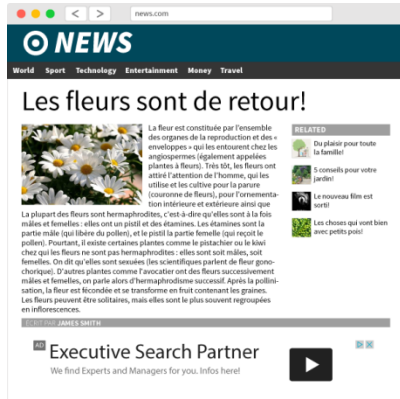 news.com
NEWS
World Sport Technology Entertainment Money Travel
Les fleurs sont de retour!
La fleur est constituée par l'ensemble
des organes de la reproduction et des «
enveloppes » qui les entourent chez les
angiospermes (également appelées
plantes à fleurs). Très tôt, les fleurs ont
attiré l'attention de l'homme, qui les
utilise et les cultive pour la parure
(couronne de fleurs), pour l'ornementa-
tion intérieure et extérieure ainsi que
La plupart des fleurs sont hermaphrodites, c'est-à-dire qu'elles sont à la fois
mâles et femelles : elles ont un pistil et des étamines. Les étamines sont la
partie mâle (qui libère du pollen), et le pistil la partie femelle (qui reçoit le
pollen). Pourtant, il existe certaines plantes comme le pistachier ou le kiwi
chez qui les fleurs ne sont pas hermaphrodites : elles sont soit mâles, soit
femelles. On dit qu'elles sont sexuées (les scientifiques parlent de fleur gono-
chorique). D'autres plantes comme l'avocatier ont des fleurs successivement
mâles et femelles, on parle alors d'hermaphrodisme successif. Après la pollini-
sation, la fleur est fécondée et se transforme en fruit contenant les graines.
Les fleurs peuvent être solitaires, mais elles sont le plus souvent regroupées
en inflorescences.
ÉCRIT PAR JAMES SMITH
RELATED
Du plaisir pour toute
la famille!
5 conseils pour votre
jardin!
Le nouveau film est
sorti!
Les choses qui vont bien
avec petits pois!
AD
Executive Search Partner
We find Experts and Managers for you. Infos here!